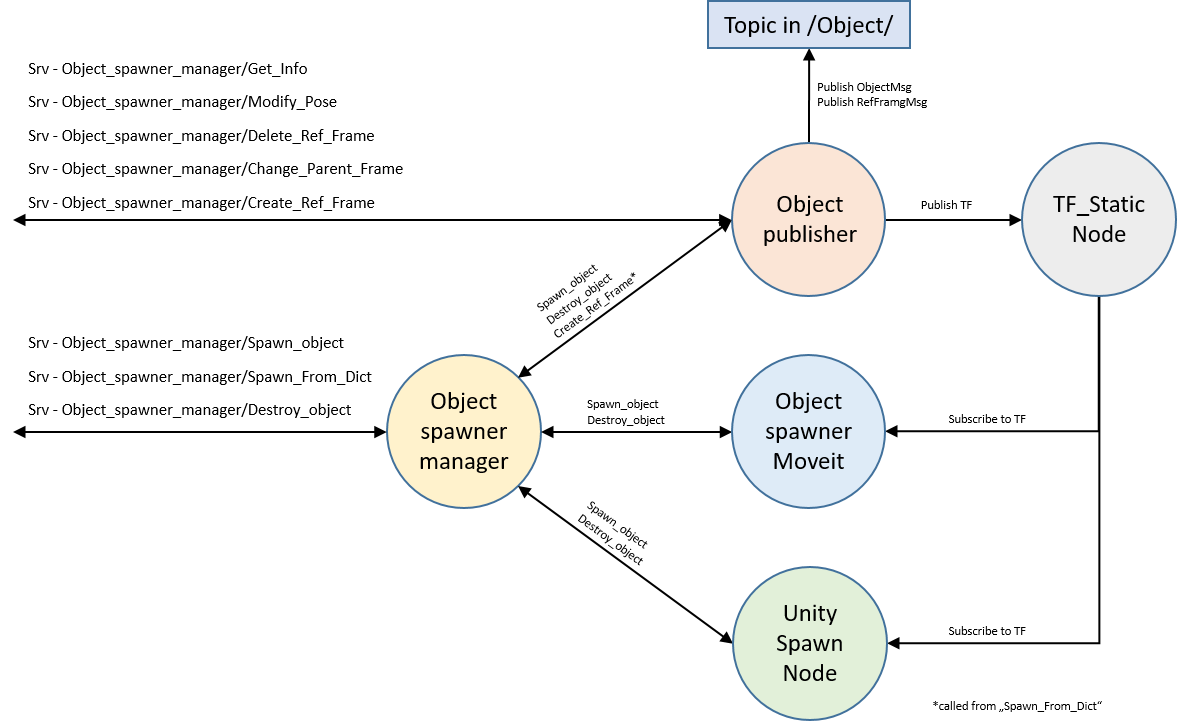 Topic in /Object/
Srv - Object_spawner_manager/Get_Info
Srv - Object_spawner_manager/Modify_Pose
Srv - Object_spawner_manager/Delete_Ref_Frame
Srv - Object_spawner_manager/Change_Parent_Frame
Srv - Object_spawner_manager/Create_Ref_Frame
Publish ObjectMsg
Publish RefFramgMsg
Object
publisher
Publish TF
TF_Static
Node
Spawn_object
Destroy_object
Create_Ref_Frame*
Srv - Object_spawner_manager/Spawn_object
Srv - Object_spawner_manager/Spawn_From_Dict
Srv - Object_spawner_manager/Destroy_object
Object
spawner
manager
Spawn_object
Destroy_object
Object
spawner
Moveit
Subscribe to TF
Spawn_object
Destroy_object
Unity
Spawn
Node
Subscribe to TF
*called from „Spawn_From_Dict“